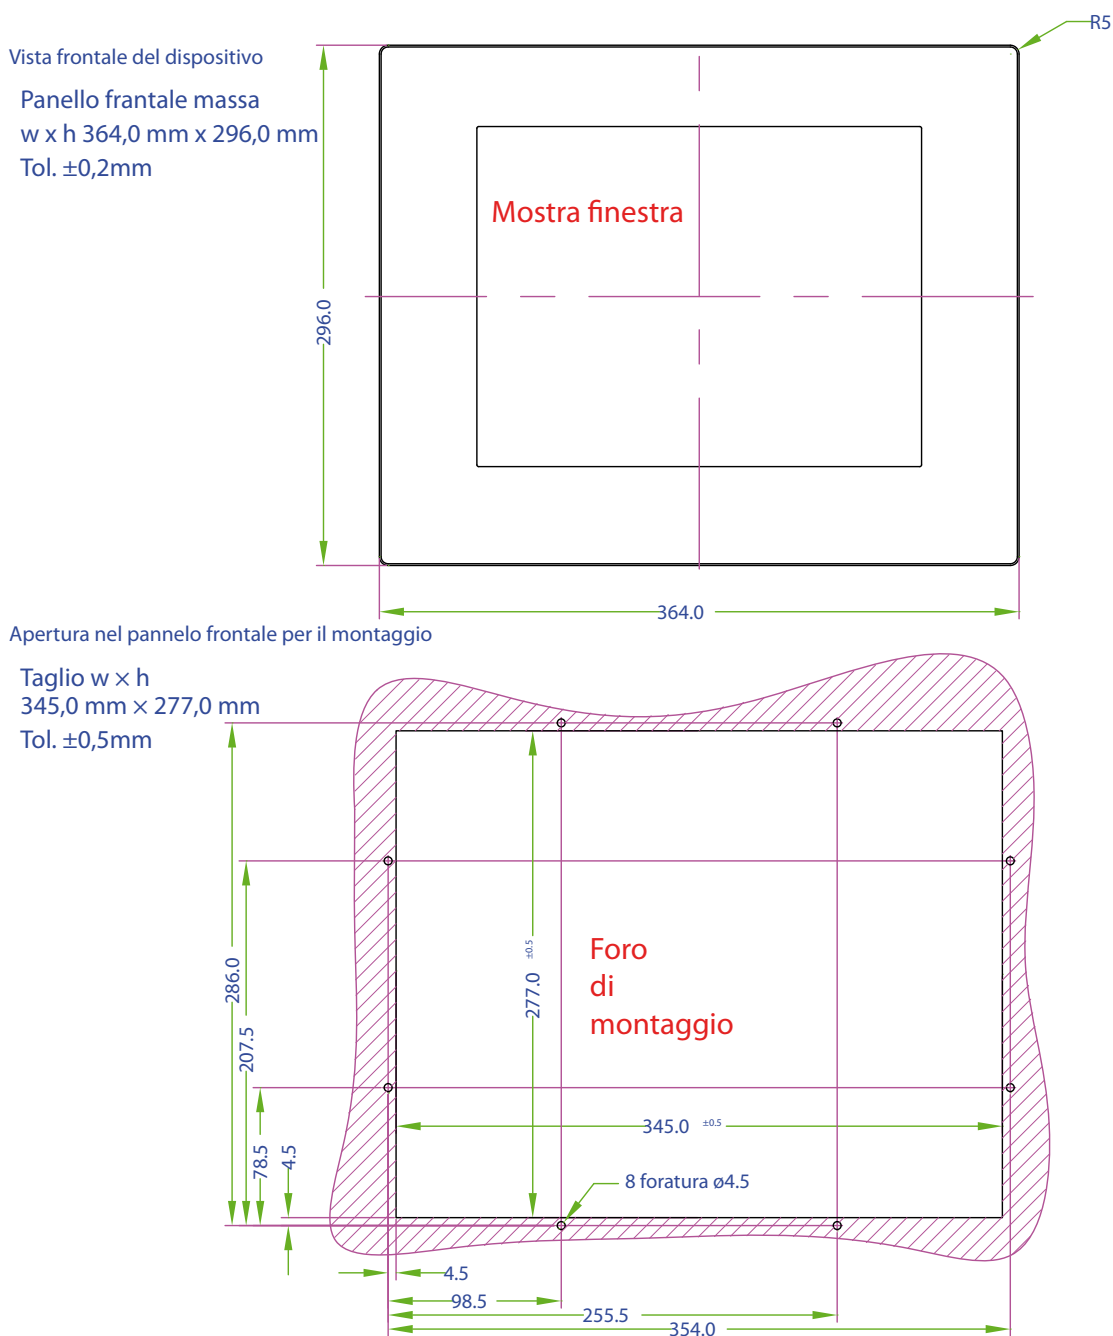 R5
Vista frontale del dispositivo
Panello frantale massa
w x h 364,0 mm x 296,0 mm
Tol. ±0,2mm
Mostra finestra
296.0
364.0
Apertura nel pannelo frontale per il montaggio
Taglio w × h
345,0 mm × 277,0 mm
Tol. ±0,5mm
286.0
207.5
78.5
4.5
277.0 ±0.5
Foro
di
montaggio
345.0 ±0.5
8 foratura ø4.5
4.5
98.5
255.5
354.0